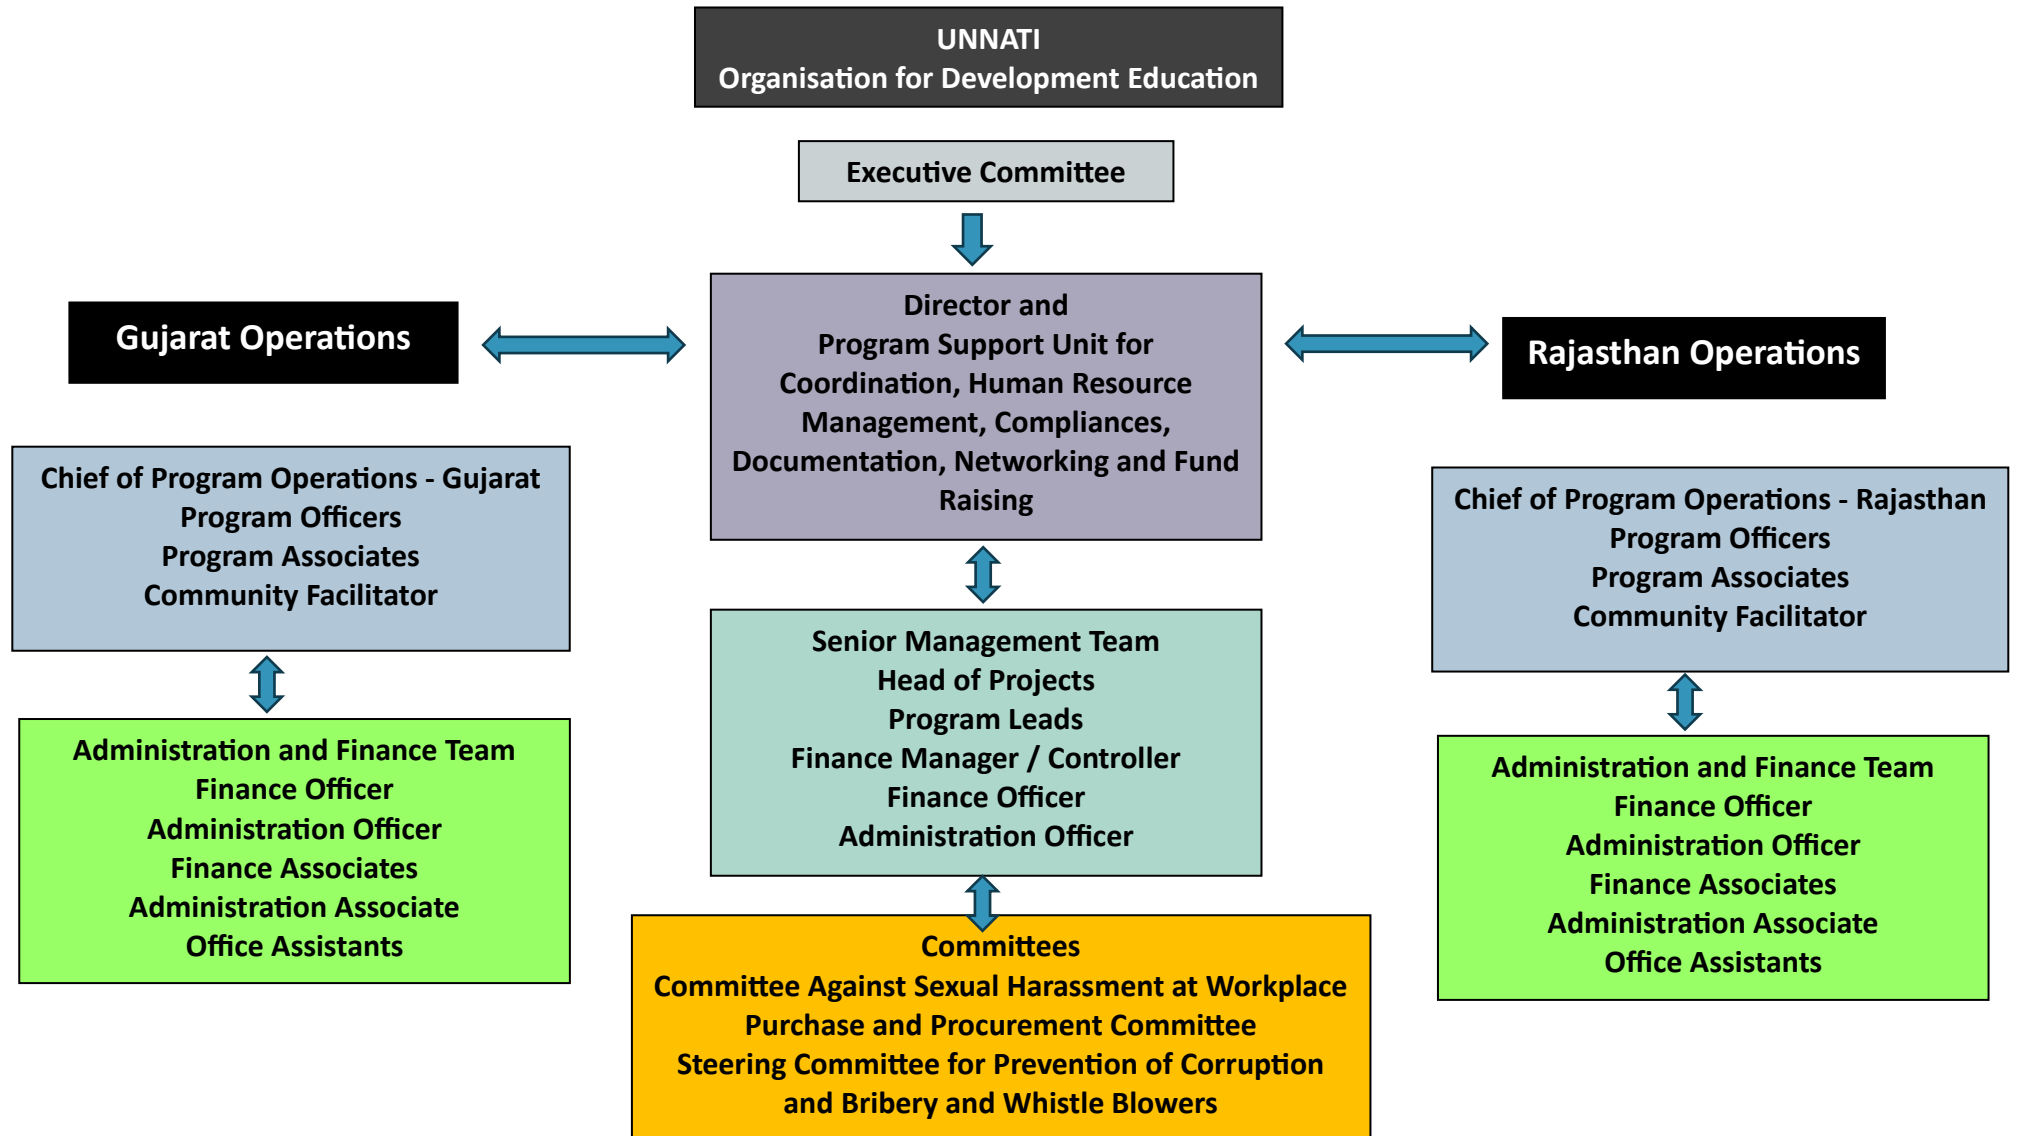 UNNATI
Organisation for Development Education
Executive Committee
Gujarat Operations
Director and
Program Support Unit for
Coordination, Human Resource
Management, Compliances,
Documentation, Networking and Fund
Raising
Rajasthan Operations
Chief of Program Operations - Gujarat
Program Officers
Program Associates
Community Facilitator
Chief of Program Operations - Rajasthan
Program Officers
Program Associates
Community Facilitator
Senior Management Team
Head of Projects
Program Leads
Finance Manager / Controller
Finance Officer
Administration Officer
Administration and Finance Team
Finance Officer
Administration Officer
Finance Associates
Administration Associate
Office Assistants
Administration and Finance Team
Finance Officer
Administration Officer
Finance Associates
Administration Associate
Office Assistants
Committees
Committee Against Sexual Harassment at Workplace
Purchase and Procurement Committee
Steering Committee for Prevention of Corruption
and Bribery and Whistle Blowers